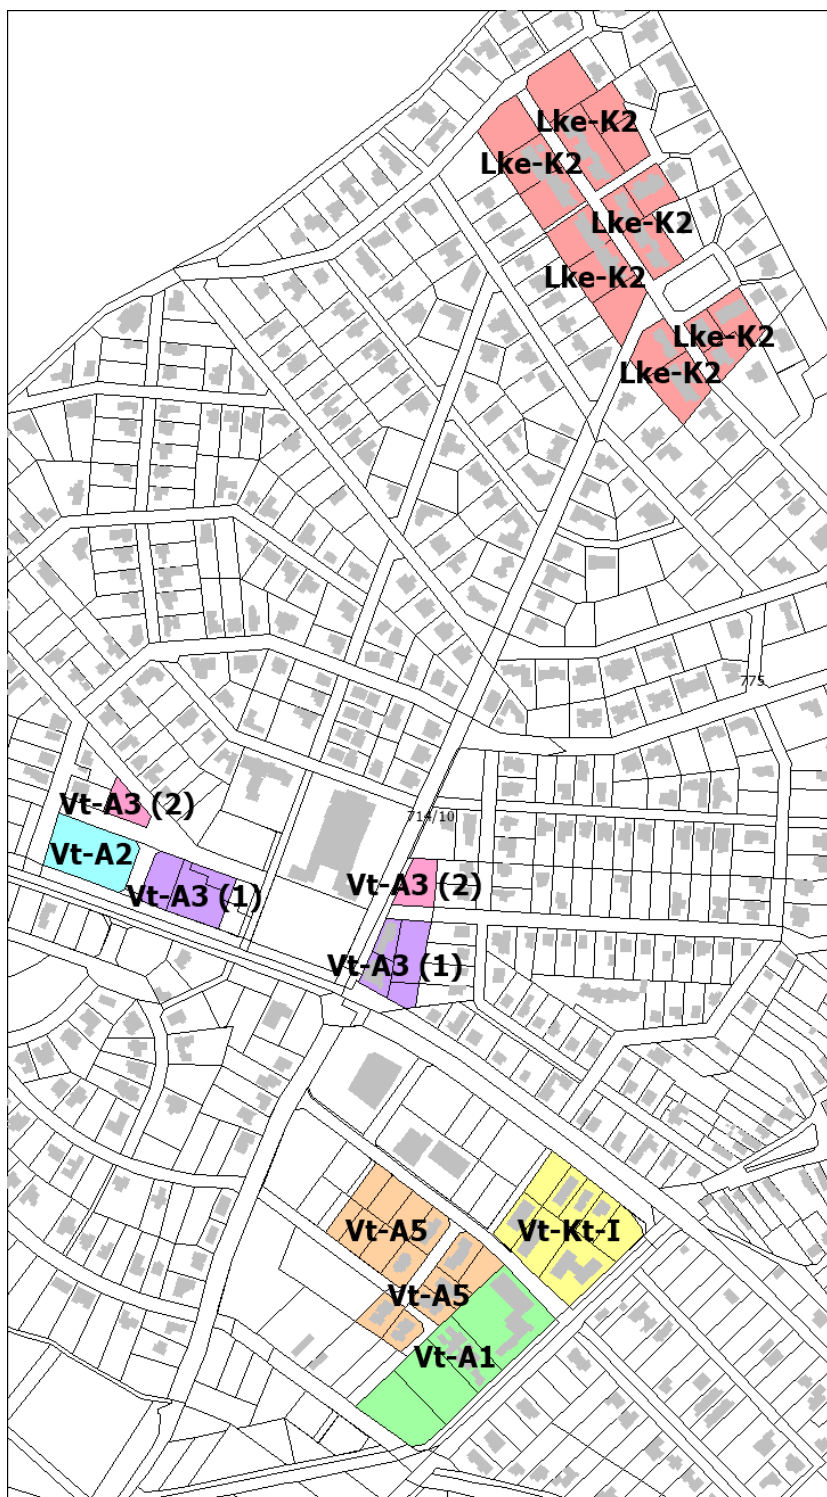 Lke-K2
Lke-K2
Lke-K2
Lke-K2
Lke-K2
Lke-K2
775
Vt-A3 (2)
714/10
Vt-A2
Vt-A3 (2)
Vt-A3 (1)
Vt-A3 (1)
Vt-A5
Vt-Kt-I
Vt-A5
Vt-A1